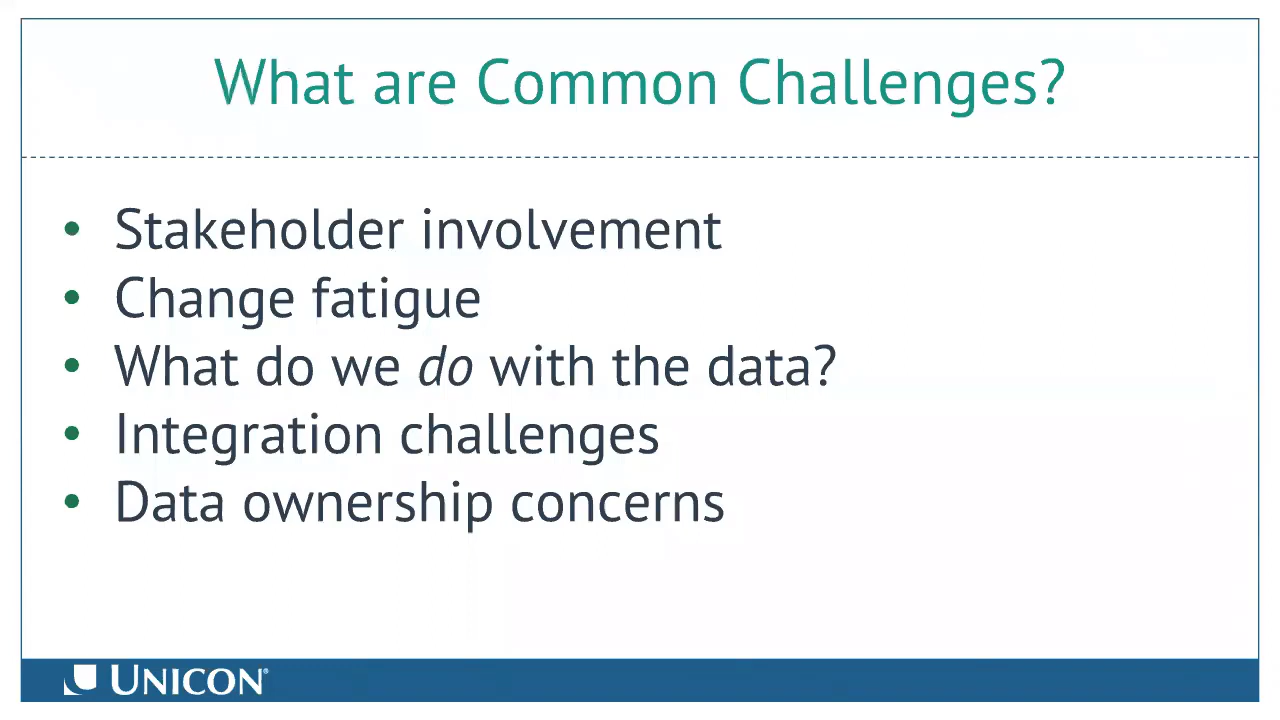 What are Common Challenges?
• Stakeholder involvement
• Change fatigue
• What do we do with the data?
• Integration challenges
• Data ownership concerns
UNICON®